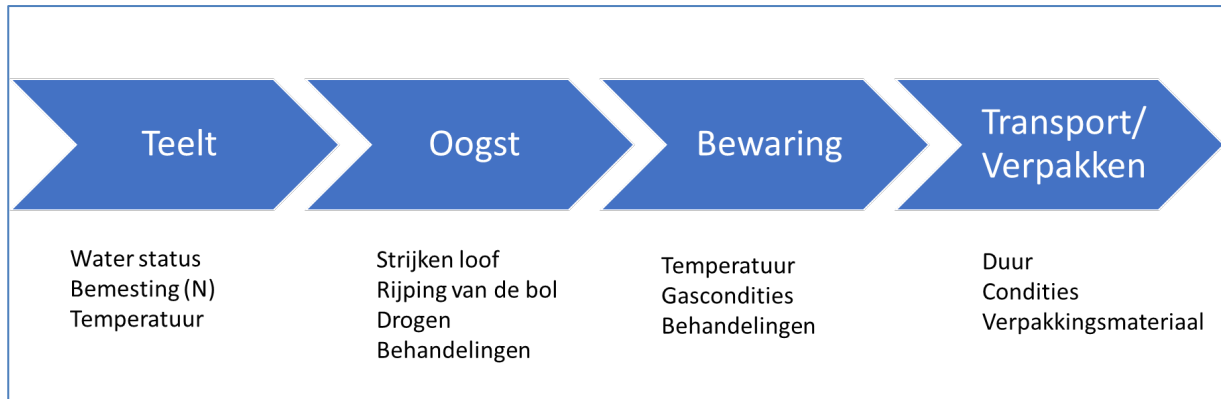 Teelt
Oogst
Bewaring
Transport/
Verpakken
Water status
Bemesting (N)
Temperatuur
Strijken loof
Rijping van de bol
Drogen
Behandelingen
Temperatuur
Gascondities
Behandelingen
Duur
Condities
Verpakkingsmateriaal